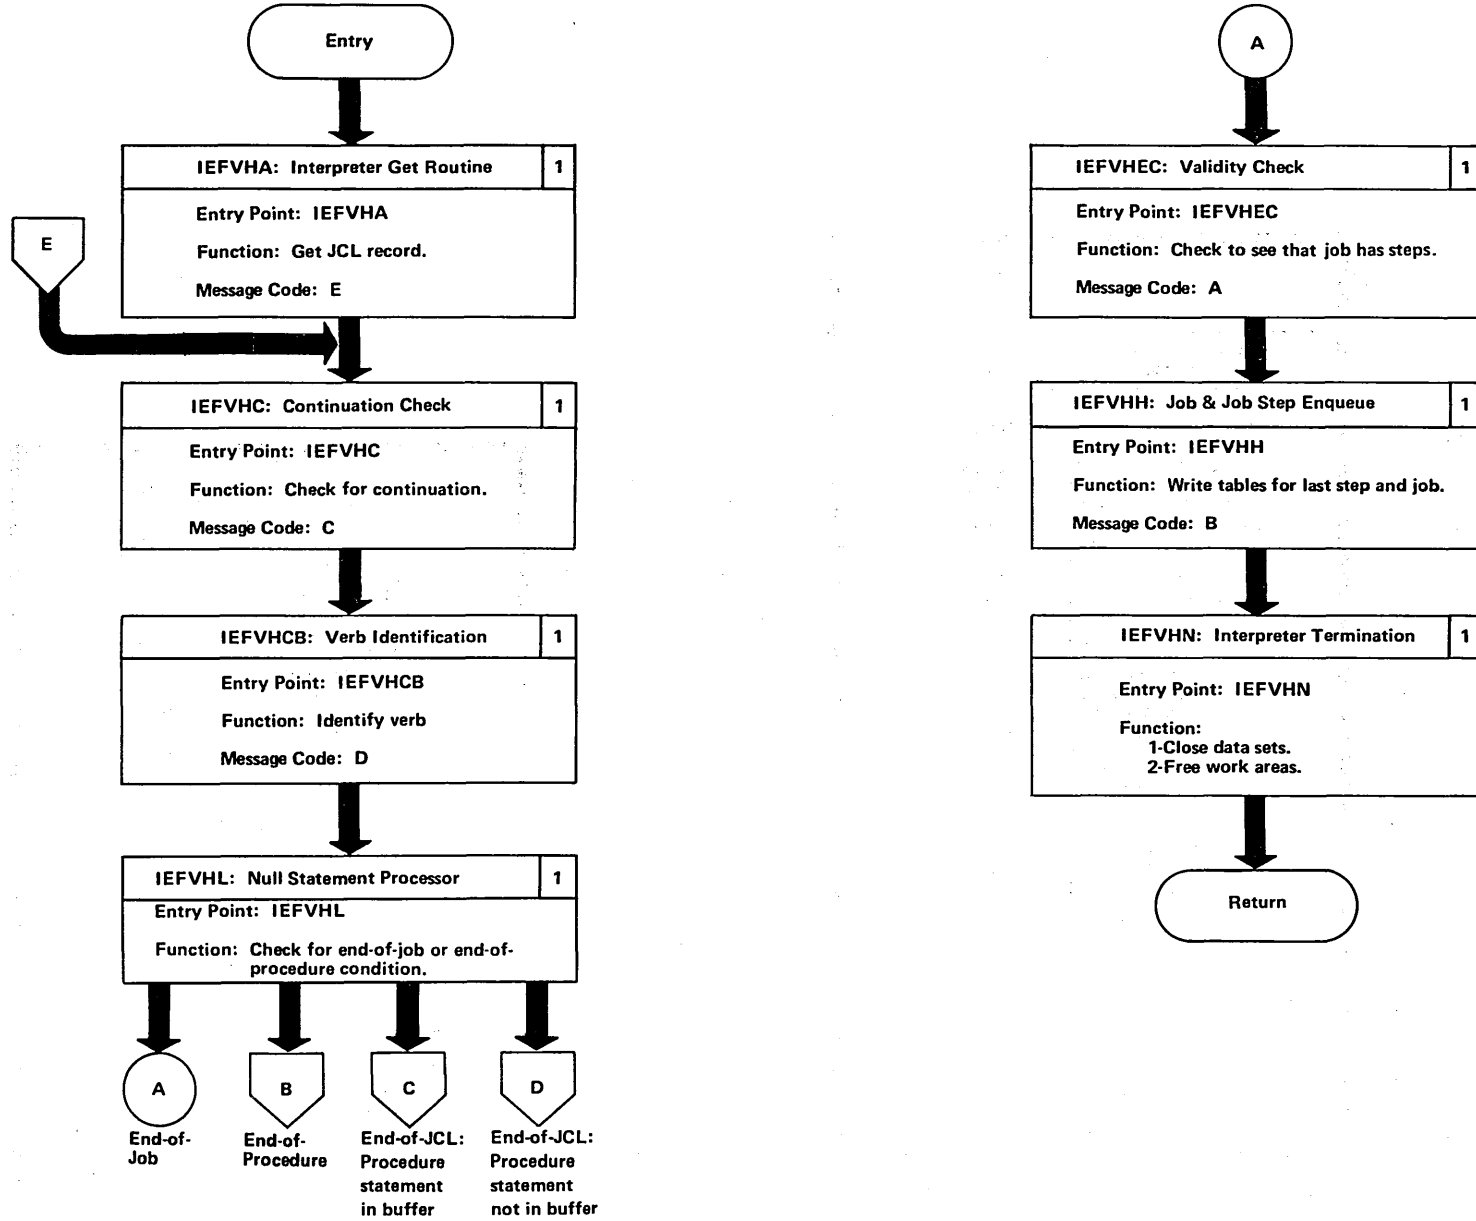 Entry
IEFVHA: Interpreter Get Routine 1
Entry Point: IEFVHA
Function: Get JCL record.
Message Code: E
E
IEFVHC: Continuation Check 1
Entry Point: IEFVHC
Function: Check for continuation.
Message Code: C
IEFVHCB: Verb Identification 1
Entry Point: IEFVHCB
Function: Identify verb
Message Code: D
IEFVHL: Null Statement Processor 1
Entry Point: IEFVHL
Function: Check for end-of-job or end-of-
procedure condition.
A
End-of-
Job
B
End-of-
Procedure
C
End-of-JCL:
Procedure
statement
in buffer
D
End-of-JCL:
Procedure
statement
not in buffer
A
IEFVHEC: Validity Check 1
Entry Point: IEFVHEC
Function: Check to see that job has steps.
Message Code: A
IEFVHH: Job & Job Step Enqueue 1
Entry Point: IEFVHH
Function: Write tables for last step and job.
Message Code: B
IEFVHN: Interpreter Termination 1
Entry Point: IEFVHN
Function:
1-Close data sets.
2-Free work areas.
Return